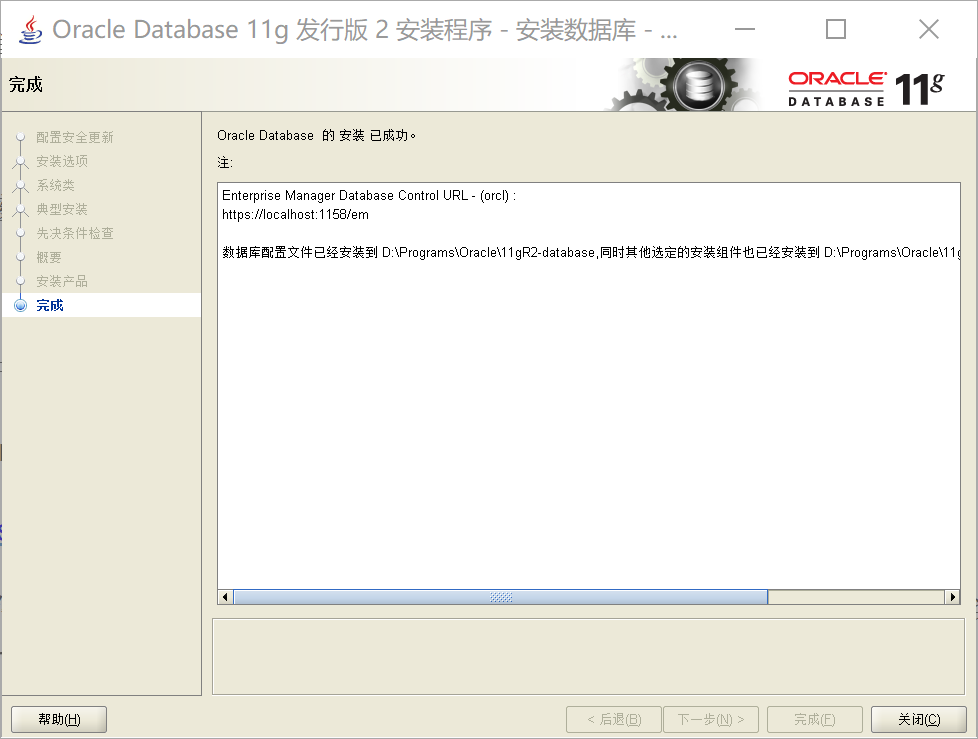 Oracle Database 11g 发行版 2 安装程序 - 安装数据库 - ...
完成
ORACLE
DATABASE
11g
配置安全更新
安装选项
系统类
典型安装
先决条件检查
概要
安装产品
完成
Oracle Database 的 安装 已成功。
注:
Enterprise Manager Database Control URL - (orcl) :
https://localhost:1158/em
数据库配置文件已经安装到 D:\Programs\Oracle\11gR2-database,同时其他选定的安装组件也已经安装到 D:\Programs\Oracle\11g
帮助(H)
< 后退(B)
下一步(N) >
完成(F)
关闭(C)